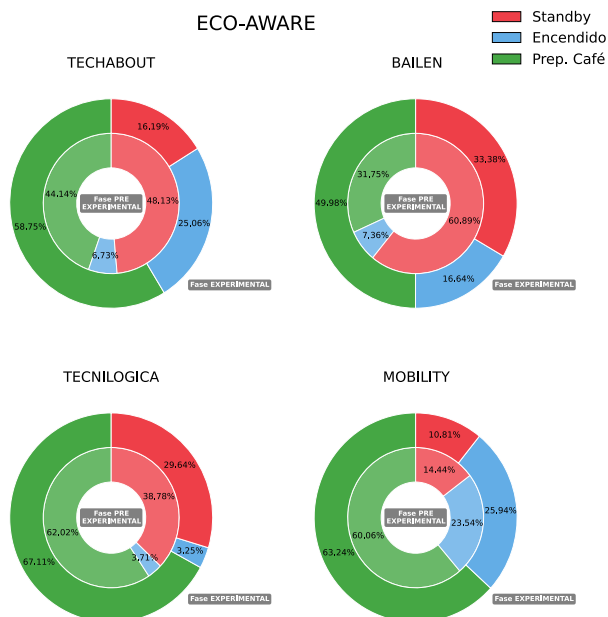 ECO-AWARE
Standby
Encendido
Prep. Café
TECHABOUT
16.19%
48,13%
44.14%
Fase PRE
EXPERIMENTAL
58.75%
25,06%
6.73%
Fase EXPERIMENTAL
BAILEN
33,38%
31,75%
49.98%
Fase PRE
EXPERIMENTAL
60.89%
7,36%
16.64%
Fase EXPERIMENTAL
TECNILOGICA
29.64%
38,78%
Fase PRE
EXPERIMENTAL
62,02%
3,71%
3.25%
67.11%
Fase EXPERIMENTAL
MOBILITY
10.81%
14,44%
25,94%
Fase PRE
EXPERIMENTAL
23.54%
60,06%
63,24%
Fase EXPERIMENTAL